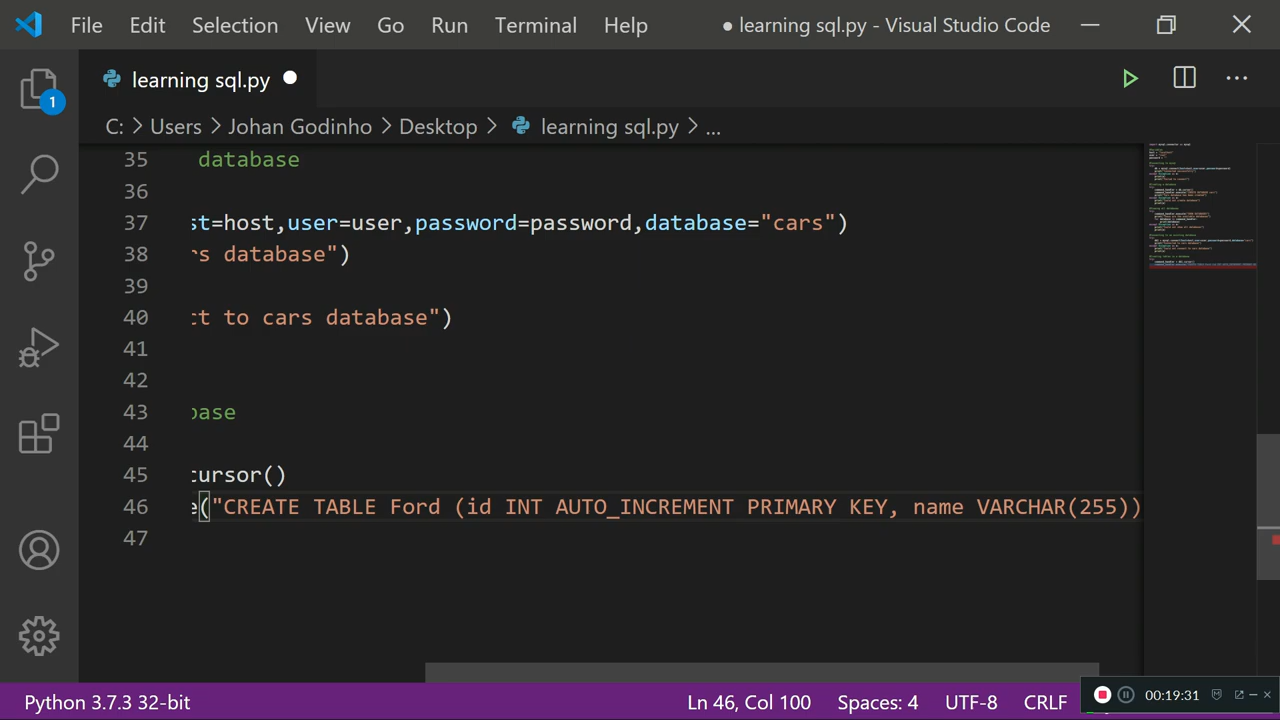 File Edit Selection View Go Run Terminal Help ● learning sql.py - Visual Studio Code
learning sql.py
C: > Users > Johan Godinho > Desktop > learning sql.py > ...
1
35 database
36
37 st=host,user=user,password=password,database="cars")
38 rs database")
39
40 ct to cars database")
41
42
43 base
44
45 cursor()
46 e("CREATE TABLE Ford (id INT AUTO_INCREMENT PRIMARY KEY, name VARCHAR(255))
47
Python 3.7.3 32-bit Ln 46, Col 100 Spaces: 4 UTF-8 CRLF
00:19:31